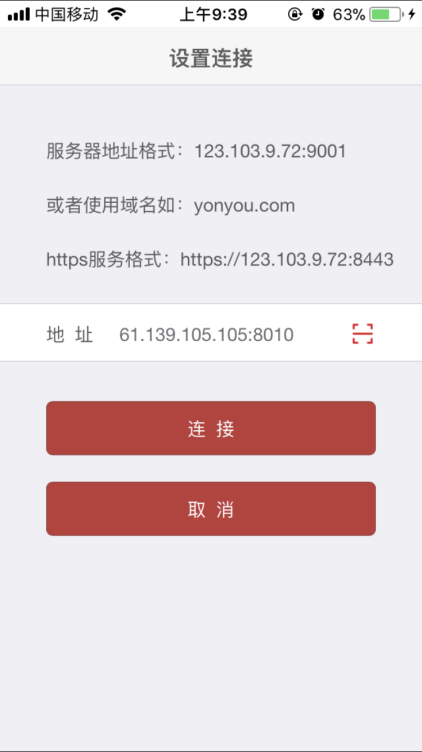 中国移动 上午9:39 63%
设置连接
服务器地址格式：123.103.9.72:9001
或者使用域名如：yonyou.com
https服务格式：https://123.103.9.72:8443
地 址 61.139.105.105:8010
连 接
取 消